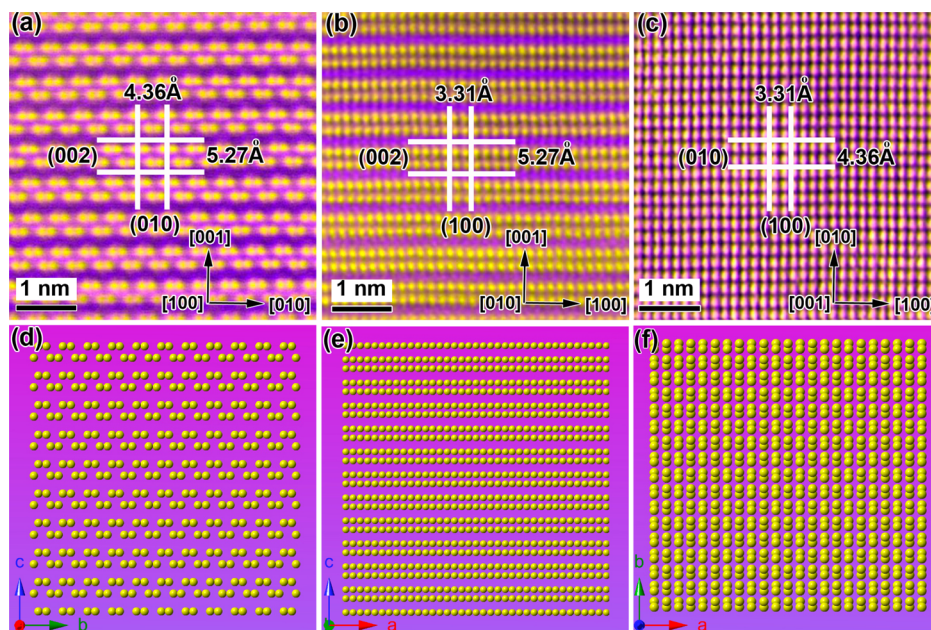 (a)
4.36Å
(002)
5.27Å
(010)
[001]
1 nm
[100]
[010]
(b)
3.31Å
(002)
5.27Å
(100)
[001]
1 nm
[010]
[100]
(c)
3.31Å
(010)
4.36Å
(100)
[010]
1 nm
[001]
[100]
(d)
c
b
(e)
c
a
(f)
b
a